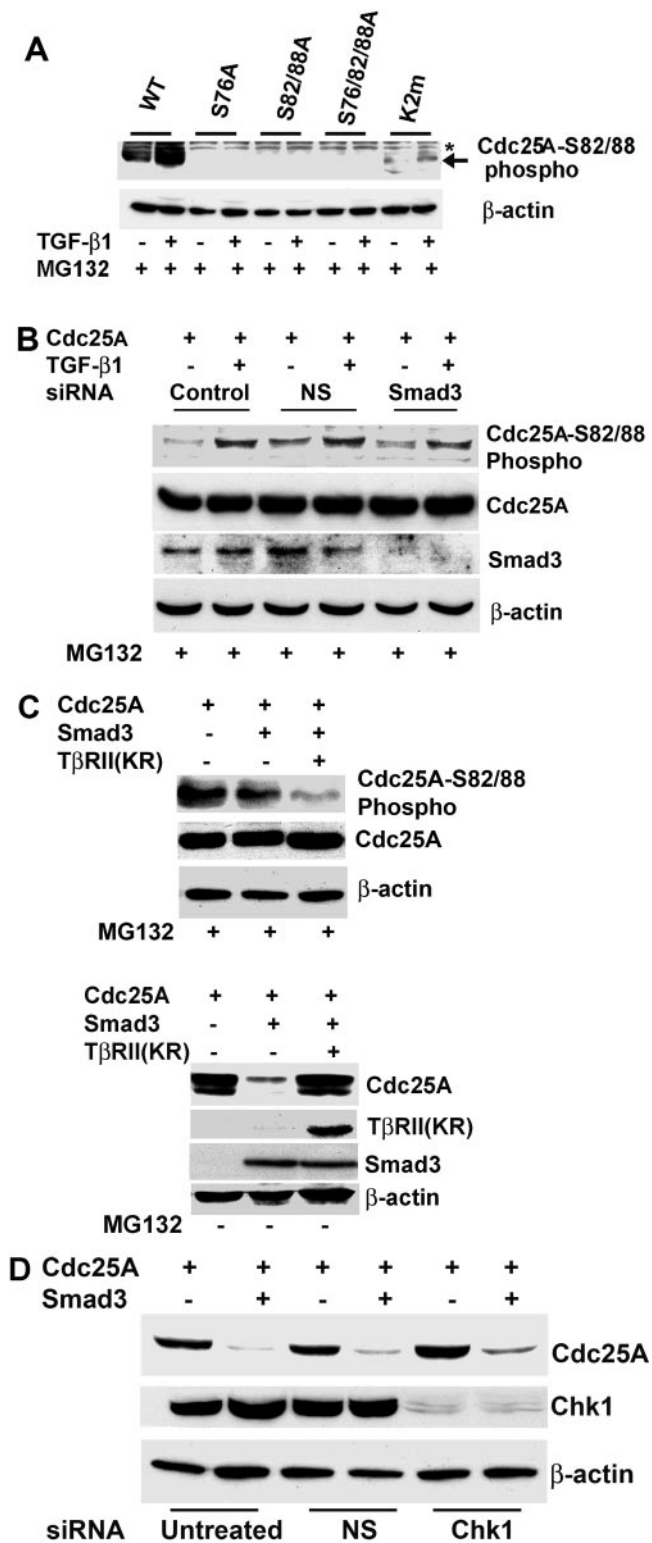 A
WT S76A S82/88A S76/82/88A K2m
*
Cdc25A-S82/88
phospho
β-actin
TGF-β1 - + - + - + - + - +
MG132 + + + + + + + + + +
B
Cdc25A + + + + + +
TGF-β1 - + - + - +
siRNA Control NS Smad3
Cdc25A-S82/88
Phospho
Cdc25A
Smad3
β-actin
MG132 + + + + + +
C
Cdc25A + + +
Smad3 - + +
TβRII(KR) - - +
Cdc25A-S82/88
Phospho
Cdc25A
β-actin
MG132 + + +
Cdc25A + + +
Smad3 - + +
TβRII(KR) - - +
Cdc25A
TβRII(KR)
Smad3
β-actin
MG132 - - -
D
Cdc25A + + + + + +
Smad3 - + - + - +
Cdc25A
Chk1
β-actin
siRNA Untreated NS Chk1